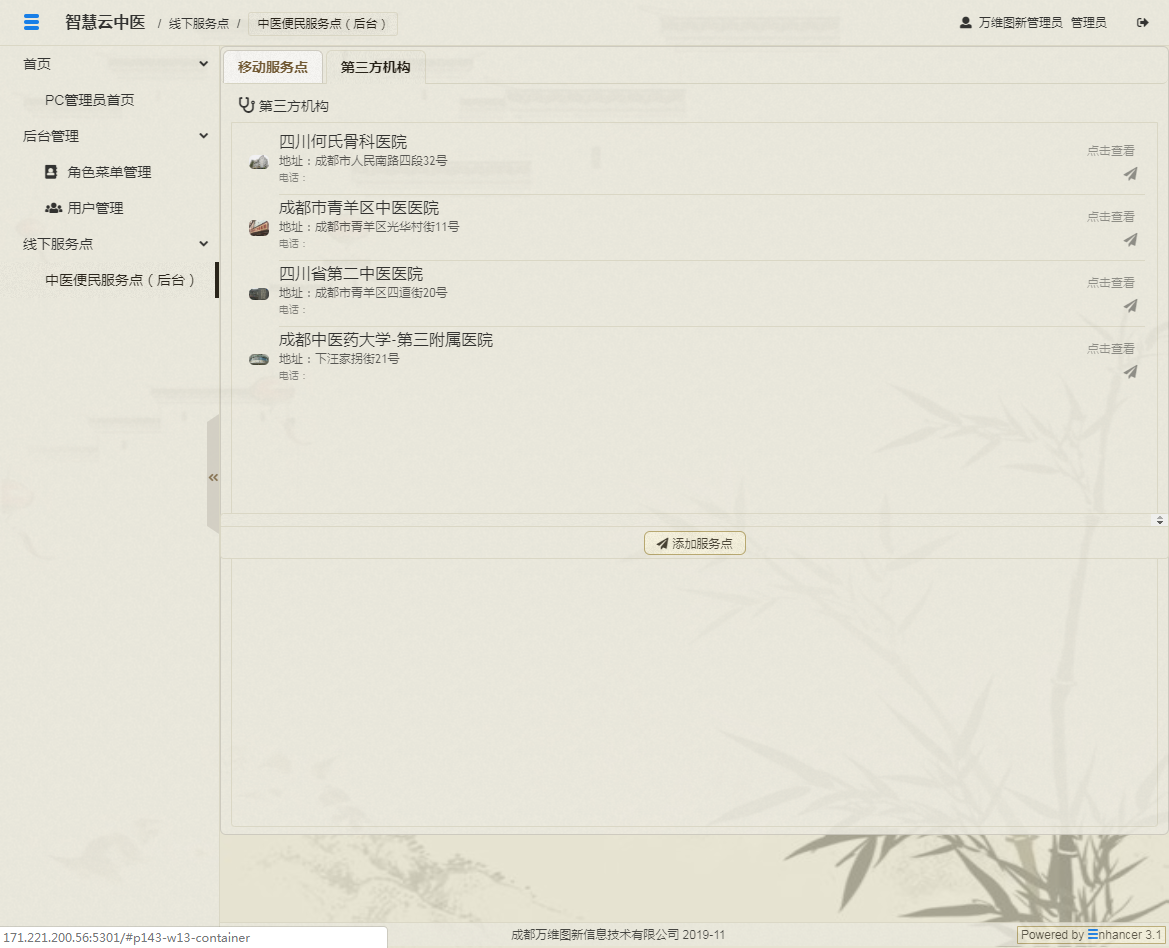 智慧云中医 / 线下服务点 / 中医便民服务点（后台）
万维图新管理员 管理员
首页
PC管理员首页
后台管理
角色菜单管理
用户管理
线下服务点
中医便民服务点（后台）
移动服务点 第三方机构
第三方机构
四川何氏骨科医院
地址：成都市人民南路四段32号
电话：
点击查看
成都市青羊区中医医院
地址：成都市青羊区光华村街11号
电话：
点击查看
四川省第二中医医院
地址：成都市青羊区四道街20号
电话：
点击查看
成都中医药大学-第三附属医院
地址：下汪家拐街21号
电话：
点击查看
«
添加服务点
171.221.200.56:5301/#p143-w13-container
成都万维图新信息技术有限公司 2019-11
Powered by Enhancer 3.1